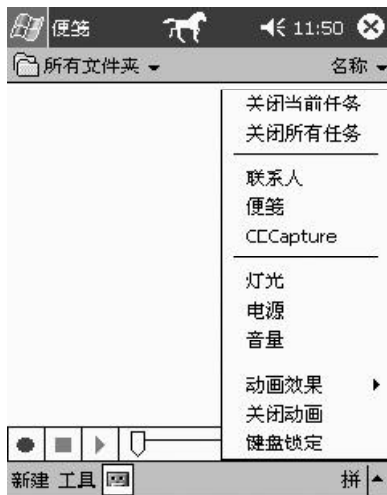 便笺 11:50
所有文件夹 名称
关闭当前任务
关闭所有任务
联系人
便笺
CECapture
灯光
电源
音量
动画效果
关闭动画
键盘锁定
新建 工具 拼